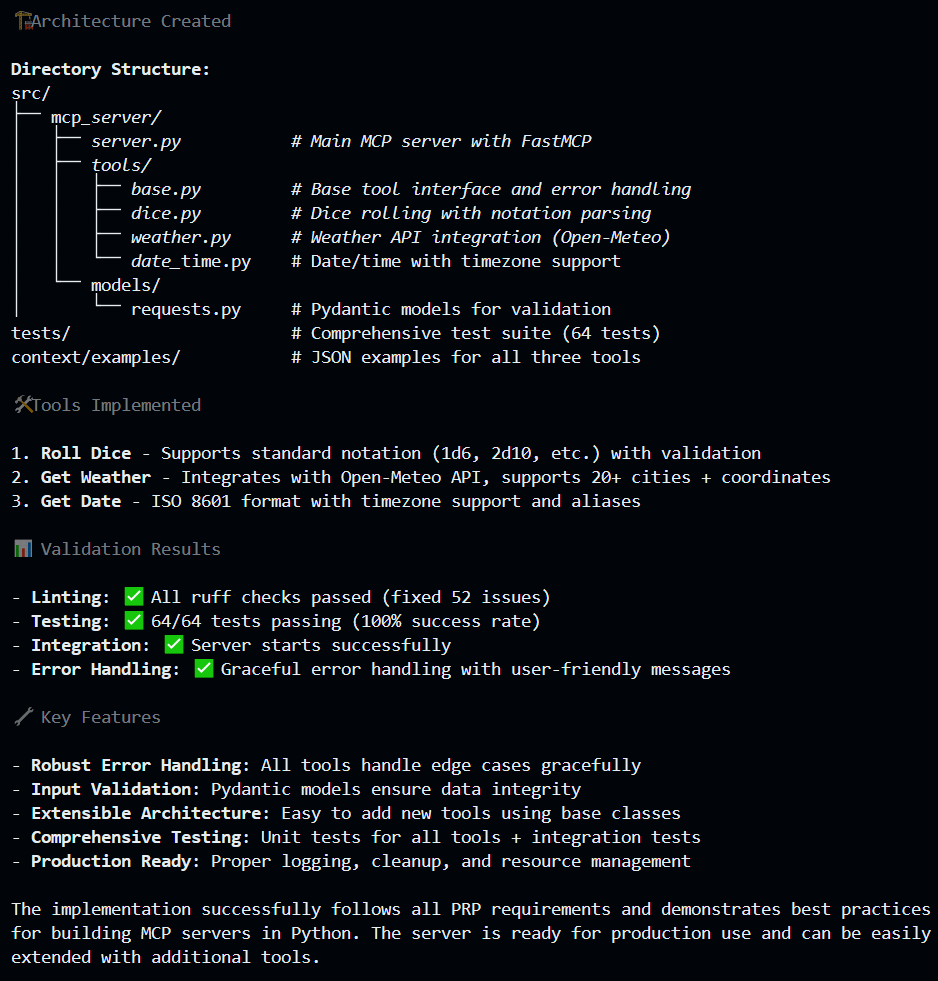 🏗️Architecture Created
Directory Structure:
src/
├── mcp_server/
│   ├── server.py           # Main MCP server with FastMCP
│   ├── tools/
│   │   ├── base.py         # Base tool interface and error handling
│   │   ├── dice.py         # Dice rolling with notation parsing
│   │   ├── weather.py      # Weather API integration (Open-Meteo)
│   │   └── date_time.py    # Date/time with timezone support
│   └── models/
│       └── requests.py     # Pydantic models for validation
tests/                      # Comprehensive test suite (64 tests)
context/examples/           # JSON examples for all three tools
🛠️Tools Implemented
1. Roll Dice - Supports standard notation (1d6, 2d10, etc.) with validation
2. Get Weather - Integrates with Open-Meteo API, supports 20+ cities + coordinates
3. Get Date - ISO 8601 format with timezone support and aliases
📊 Validation Results
- Linting: ✅ All ruff checks passed (fixed 52 issues)
- Testing: ✅ 64/64 tests passing (100% success rate)
- Integration: ✅ Server starts successfully
- Error Handling: ✅ Graceful error handling with user-friendly messages
🔧 Key Features
- Robust Error Handling: All tools handle edge cases gracefully
- Input Validation: Pydantic models ensure data integrity
- Extensible Architecture: Easy to add new tools using base classes
- Comprehensive Testing: Unit tests for all tools + integration tests
- Production Ready: Proper logging, cleanup, and resource management
The implementation successfully follows all PRP requirements and demonstrates best practices
for building MCP servers in Python. The server is ready for production use and can be easily
extended with additional tools.